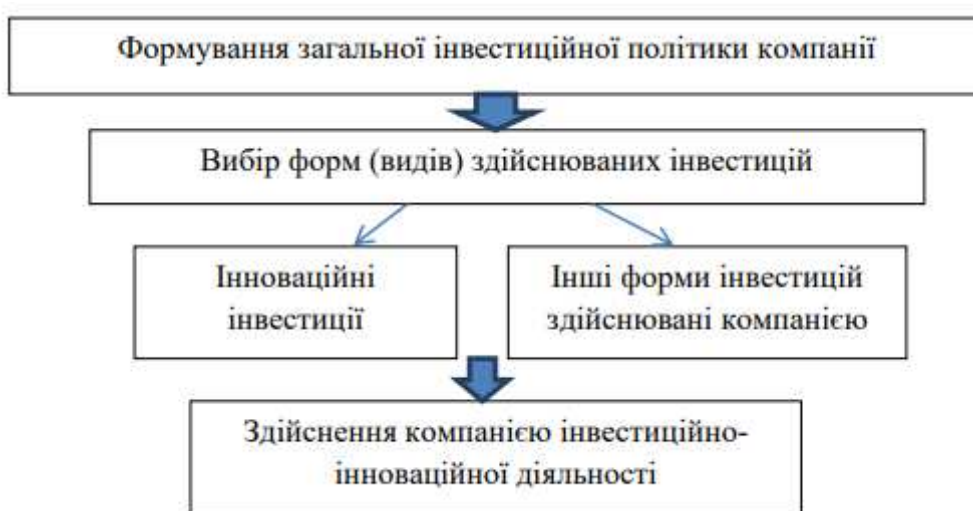 Формування загальної інвестиційної політики компанії
Вибір форм (видів) здійснюваних інвестицій
Інноваційні
інвестиції
Інші форми інвестицій
здійснювані компанією
Здійснення компанією інвестиційно-
інноваційної діяльності